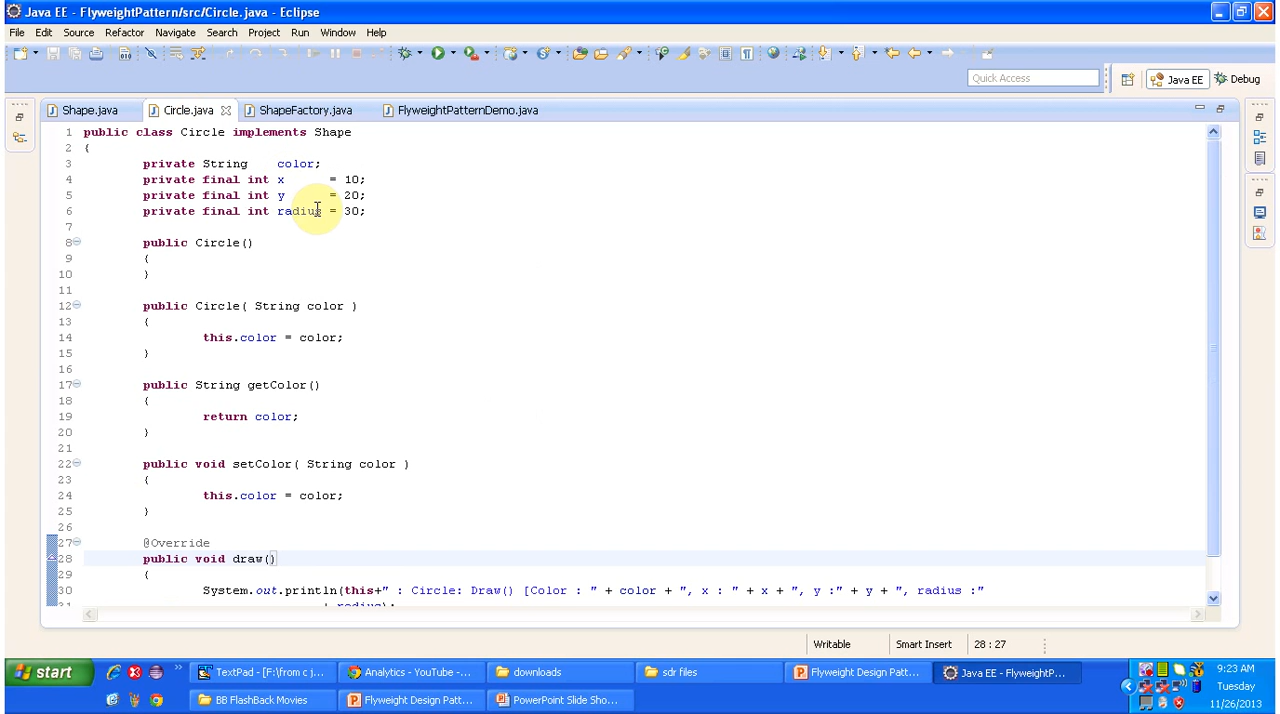 Java EE - FlyweightPattern/src/Circle.java - Eclipse
File Edit Source Refactor Navigate Search Project Run Window Help
Quick Access
Java EE
Debug
Shape.java
Circle.java
ShapeFactory.java
FlyweightPatternDemo.java
1 public class Circle implements Shape
2 {
3 private String color;
4 private final int x = 10;
5 private final int y = 20;
6 private final int radius = 30;
7
8 public Circle()
9 {
10 }
11
12 public Circle( String color )
13 {
14 this.color = color;
15 }
16
17 public String getColor()
18 {
19 return color;
20 }
21
22 public void setColor( String color )
23 {
24 this.color = color;
25 }
26
27 @Override
28 public void draw()
29 {
30 System.out.println(this+" : Circle: Draw() [Color : " + color + ", x : " + x + ", y :" + y + ", radius :"
31 + radius);
Writable
Smart Insert
28 : 27
start
TextPad - [F:\from c j...
Analytics - YouTube -...
downloads
sdr files
Flyweight Design Patt...
Java EE - FlyweightP...
BB FlashBack Movies
Flyweight Design Patt...
PowerPoint Slide Sho...
9:23 AM
Tuesday
11/26/2013